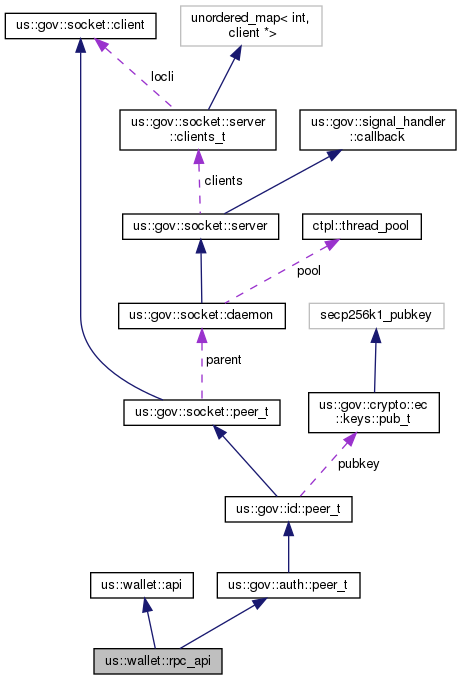 us::gov::socket::client
unordered_map< int,
client *>
locli
us::gov::socket::server
::clients_t
us::gov::signal_handler
::callback
clients
us::gov::socket::server
ctpl::thread_pool
pool
us::gov::socket::daemon
secp256k1_pubkey
parent
us::gov::socket::peer_t
us::gov::crypto::ec
::keys::pub_t
pubkey
us::gov::id::peer_t
us::wallet::api
us::gov::auth::peer_t
us::wallet::rpc_api